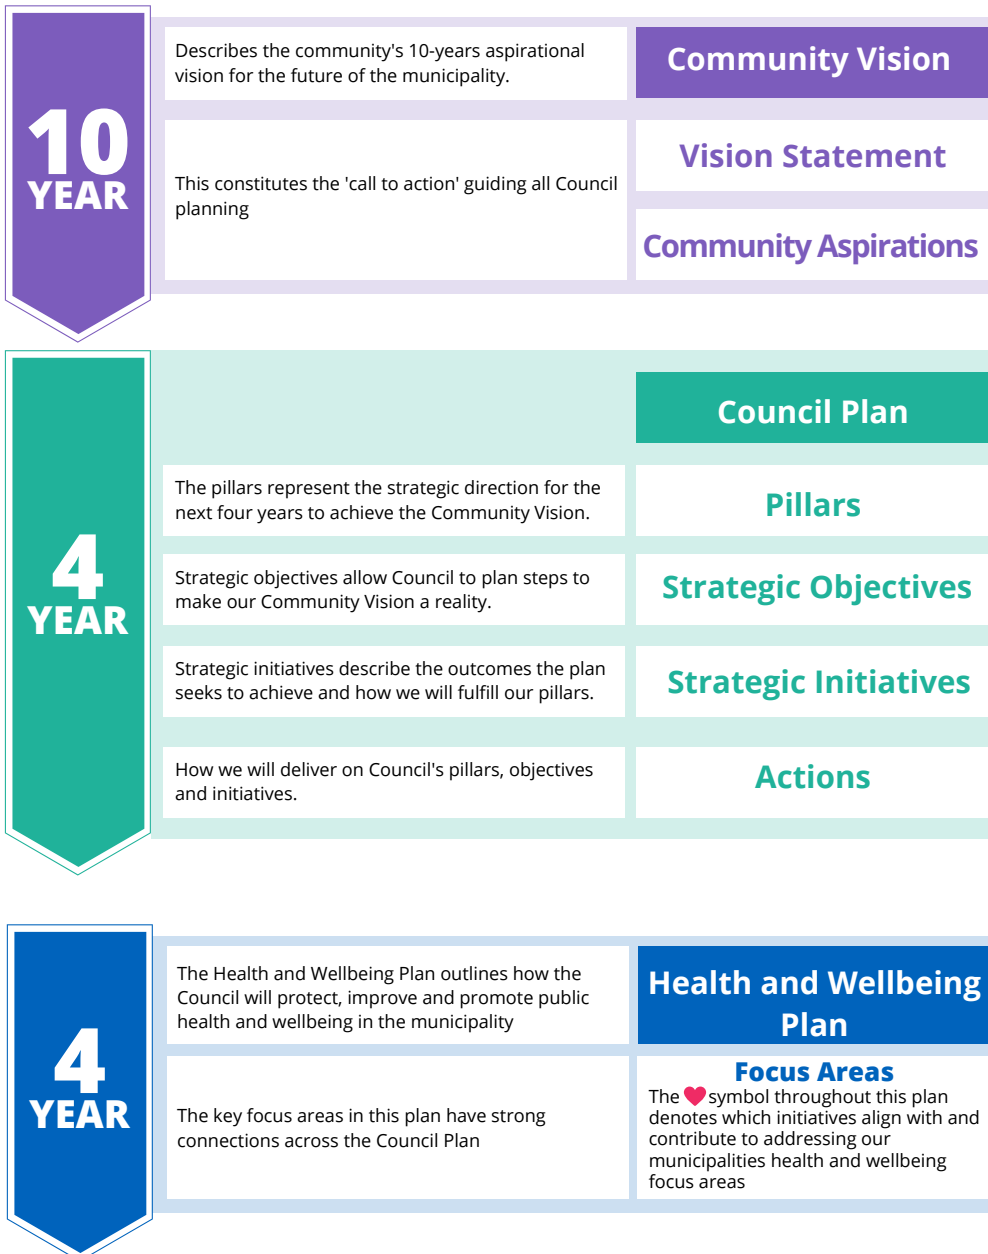 10
YEAR
Describes the community's 10-years aspirational
vision for the future of the municipality.
Community Vision
This constitutes the 'call to action' guiding all Council
planning
Vision Statement
Community Aspirations
4
YEAR
Council Plan
The pillars represent the strategic direction for the
next four years to achieve the Community Vision.
Pillars
Strategic objectives allow Council to plan steps to
make our Community Vision a reality.
Strategic Objectives
Strategic initiatives describe the outcomes the plan
seeks to achieve and how we will fulfill our pillars.
Strategic Initiatives
How we will deliver on Council's pillars, objectives
and initiatives.
Actions
4
YEAR
The Health and Wellbeing Plan outlines how the
Council will protect, improve and promote public
health and wellbeing in the municipality
Health and Wellbeing
Plan
The key focus areas in this plan have strong
connections across the Council Plan
Focus Areas
The symbol throughout this plan
denotes which initiatives align with and
contribute to addressing our
municipalities health and wellbeing
focus areas